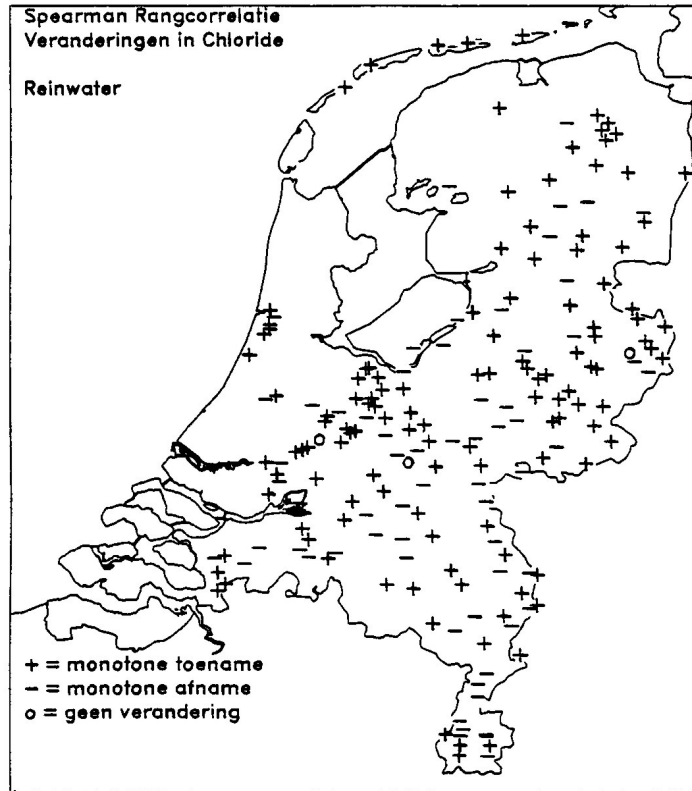 Spearman Rangcorrelatie
Veranderingen in Chloride
Reinwater
+ = monotone toename
− = monotone afname
o = geen verandering